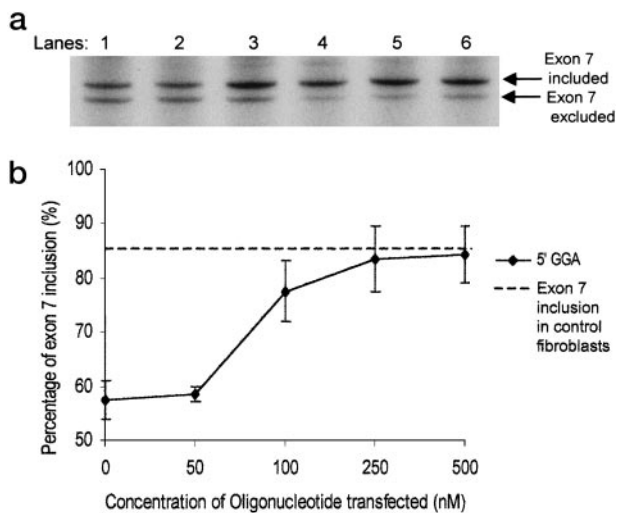 a
Lanes: 1 2 3 4 5 6
Exon 7
included
Exon 7
excluded
b
100
90
80
70
60
50
Percentage of exon 7 inclusion (%)
0 50 100 250 500
Concentration of Oligonucleotide transfected (nM)
5' GGA
Exon 7
inclusion
in control
fibroblasts